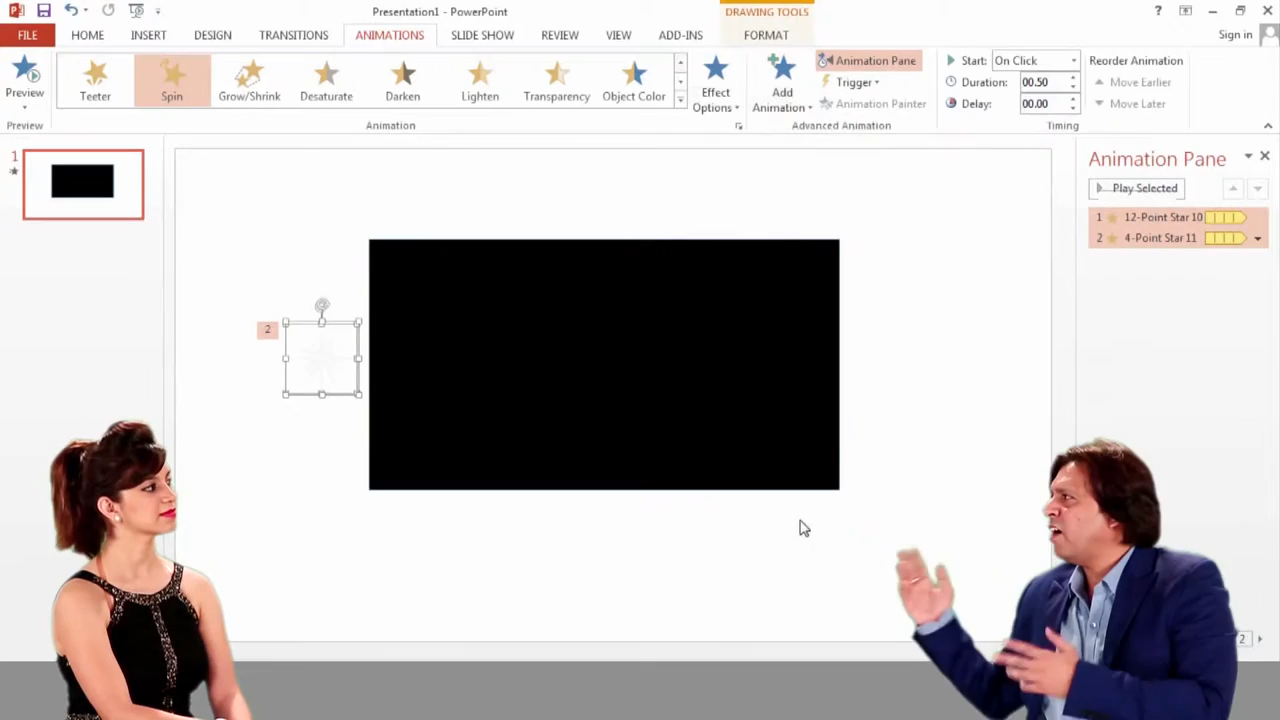 Presentation1 - PowerPoint
DRAWING TOOLS
?
FILE HOME INSERT DESIGN TRANSITIONS ANIMATIONS SLIDE SHOW REVIEW VIEW ADD-INS FORMAT
Sign in
Preview
Teeter
Spin
Grow/Shrink
Desaturate
Darken
Lighten
Transparency
Object Color
Effect
Options
Add
Animation
Animation Pane
Trigger
Animation Painter
Start: On Click
Duration: 00.50
Delay: 00.00
Reorder Animation
Move Earlier
Move Later
Preview
Animation
Advanced Animation
Timing
1
2
Animation Pane
Play Selected
1 12-Point Star 10
2 4-Point Star 11
2